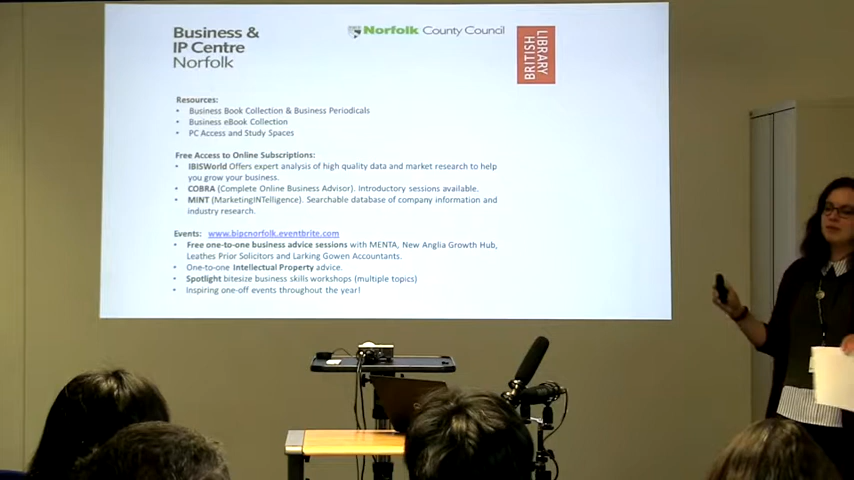 Business &
IP Centre
Norfolk
Norfolk County Council
BRITISH
LIBRARY
Resources:
• Business Book Collection & Business Periodicals
• Business eBook Collection
• PC Access and Study Spaces
Free Access to Online Subscriptions:
• IBISWorld Offers expert analysis of high quality data and market research to help
you grow your business.
• COBRA (Complete Online Business Advisor). Introductory sessions available.
• MINT (MarketingINTelligence). Searchable database of company information and
industry research.
Events: www.bipcnorfolk.eventbrite.com
• Free one-to-one business advice sessions with MENTA, New Anglia Growth Hub,
Leathes Prior Solicitors and Larking Gowen Accountants.
• One-to-one Intellectual Property advice.
• Spotlight bitesize business skills workshops (multiple topics)
• Inspiring one-off events throughout the year!